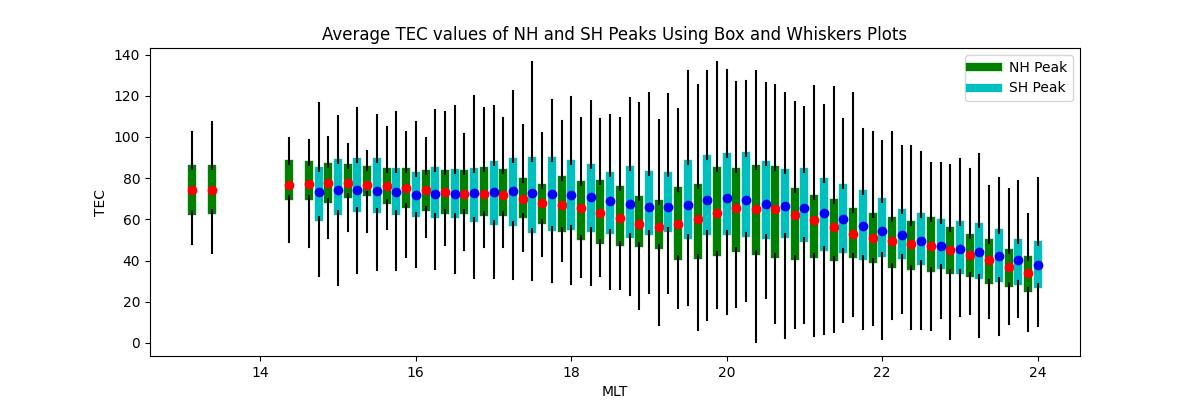 Average TEC values of NH and SH Peaks Using Box and Whiskers Plots
140
120
100
80
60
40
20
0
TEC
NH Peak
SH Peak
14 16 18 20 22 24
MLT